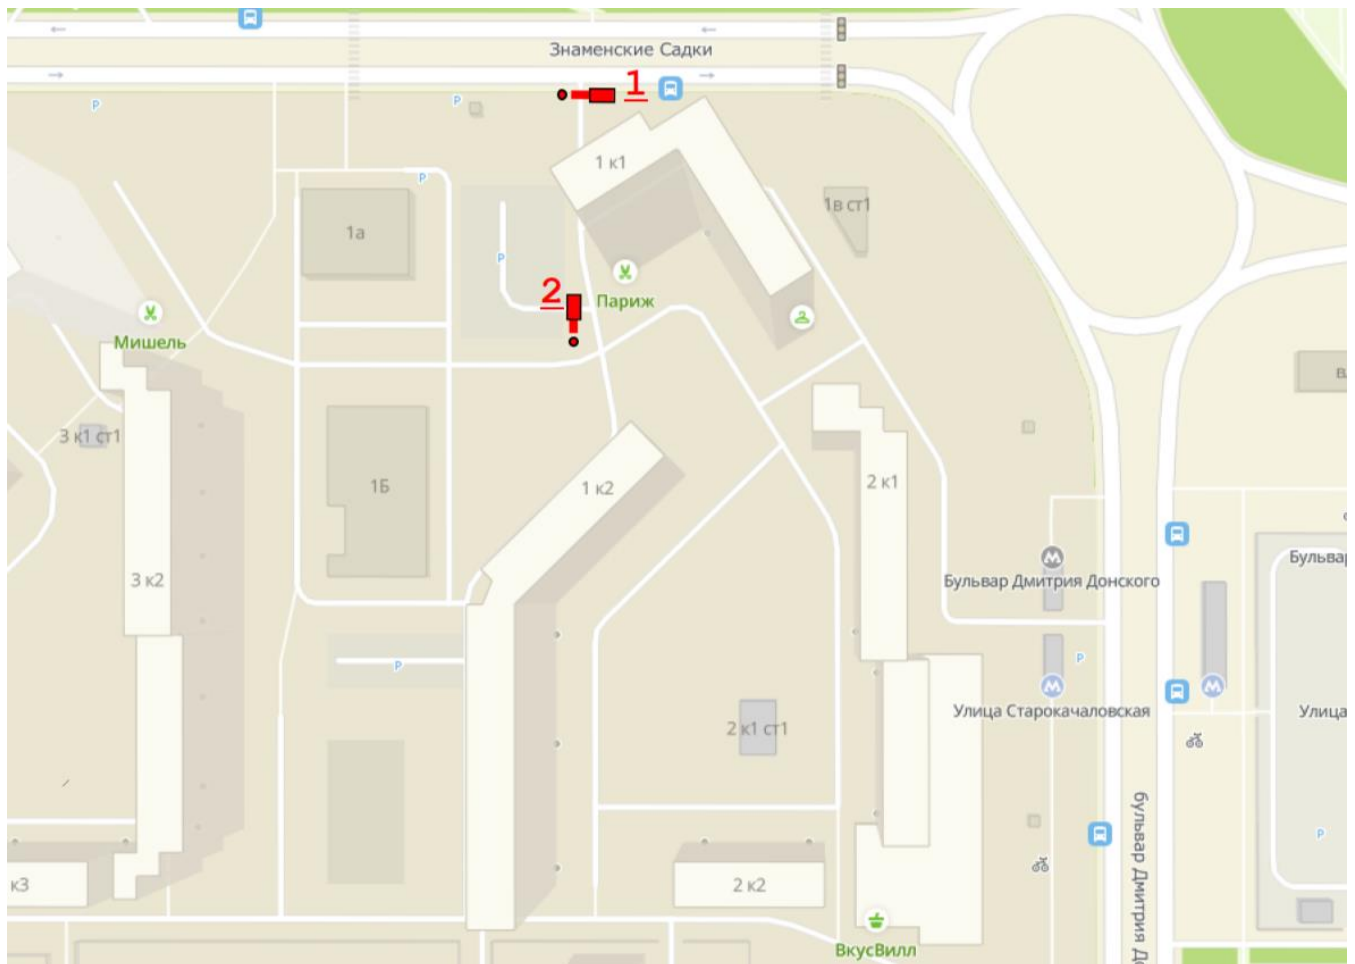 Знаменские Садки
1
P
P
1 к1
P
1в ст1
1а
P
2
Париж
Мишель
3 к1 ст1
1Б
1 к2
2 к1
3 к2
Бульвар Дмитрия Донского
Бульвар
P
P
Улица Старокачаловская
Улица
2 к1 ст1
бульвар Дмитрия До
P
к3
2 к2
ВкусВилл